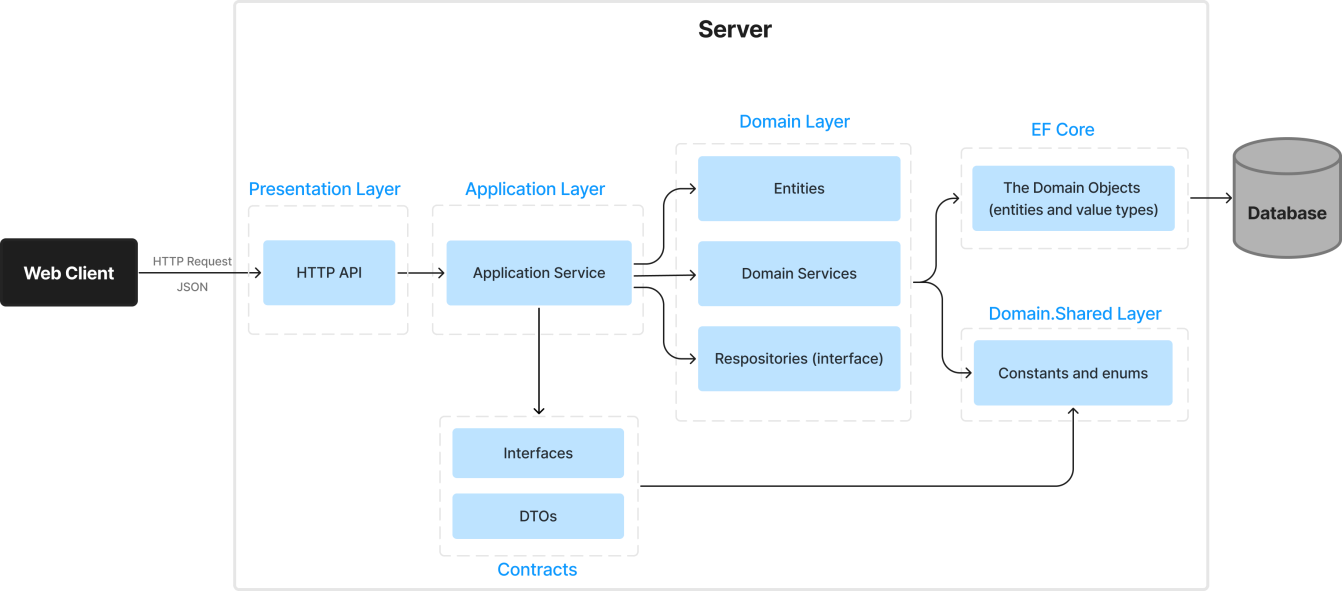 Server
Domain Layer
EF Core
Presentation Layer
Application Layer
Entities
The Domain Objects
(entities and value types)
Database
Web Client
HTTP Request
JSON
HTTP API
Application Service
Domain Services
Domain.Shared Layer
Respositories (interface)
Constants and enums
Interfaces
DTOs
Contracts